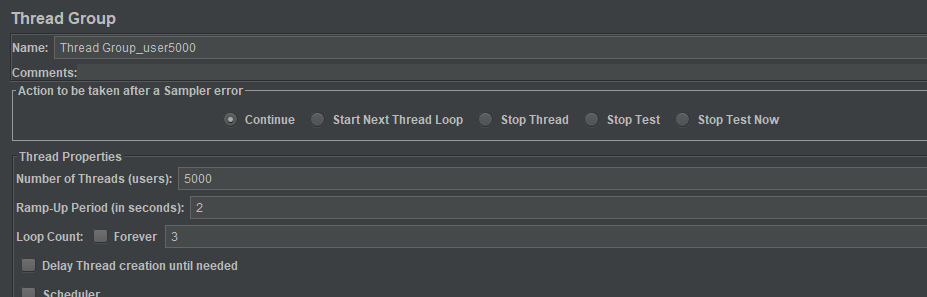 Thread Group
Name: Thread Group_user5000
Comments:
Action to be taken after a Sampler error
Continue Start Next Thread Loop Stop Thread Stop Test Stop Test Now
Thread Properties
Number of Threads (users): 5000
Ramp-Up Period (in seconds): 2
Loop Count: Forever 3
Delay Thread creation until needed
Scheduler